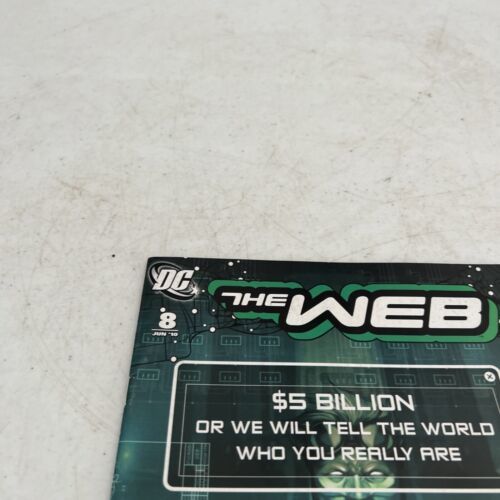 DC
8
JUN '10
THE WEB
$5 BILLION
OR WE WILL TELL THE WORLD
WHO YOU REALLY ARE